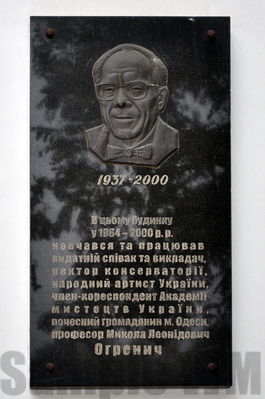 1937-2000
В цьому будинку
у 1964-2000 р.р.
навчався та працював
видатній співак та викладач,
ректор консерваторії,
народний артист України,
член-кореспондент Академії
мистецтв України,
почесний громадянин м. Одеси,
професор Микола Леонідович
Огренич